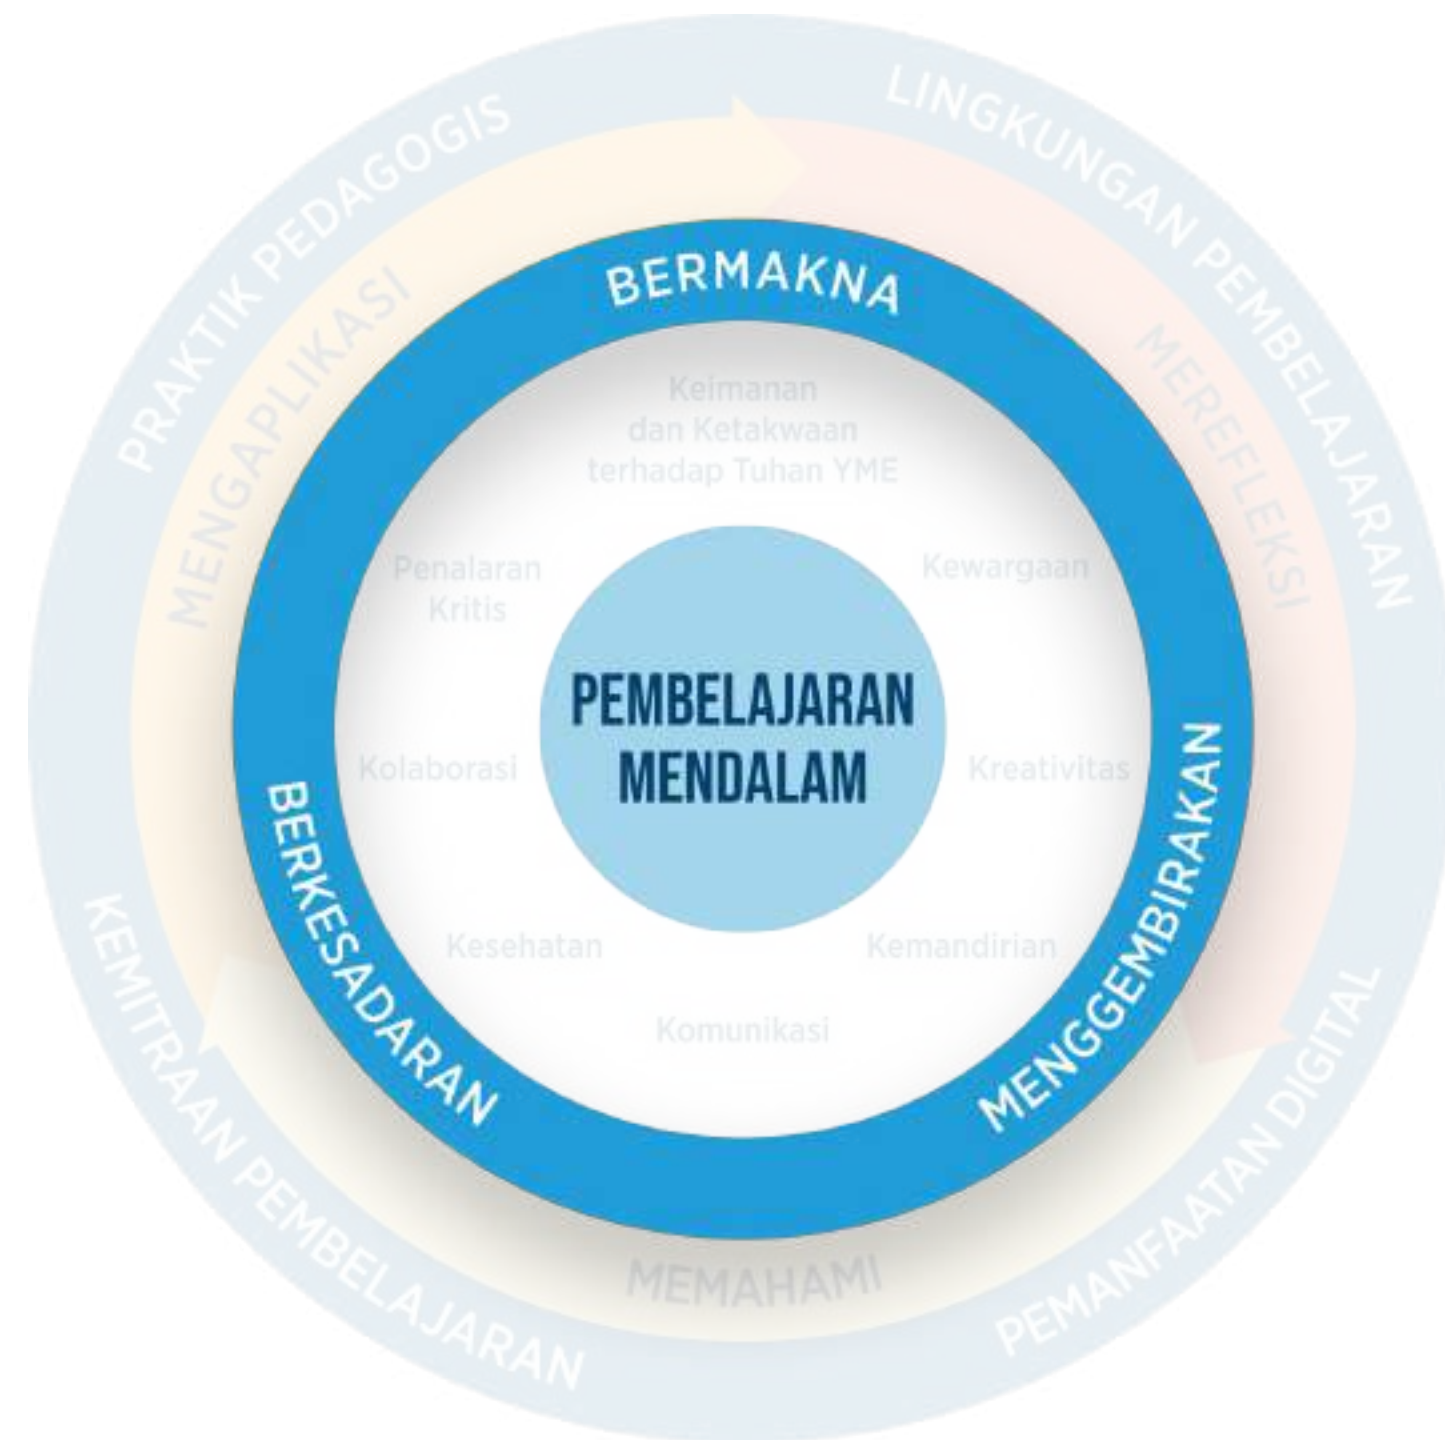 PRAKTIK PEDAGOGIS
LINGKUNGAN PEMBELAJARAN
MENGAPLIKASI
MEREFLEKSI
BERMAKNA
Keimanan
dan Ketakwaan
terhadap Tuhan YME
Penalaran
Kritis
Kewargaan
PEMBELAJARAN
MENDALAM
Kolaborasi
Kreativitas
BERKESADARAN
MENGGEMBIRAKAN
Kesehatan
Kemandirian
Komunikasi
MEMAHAMI
KEMITRAAN PEMBELAJARAN
PEMANFAATAN DIGITAL